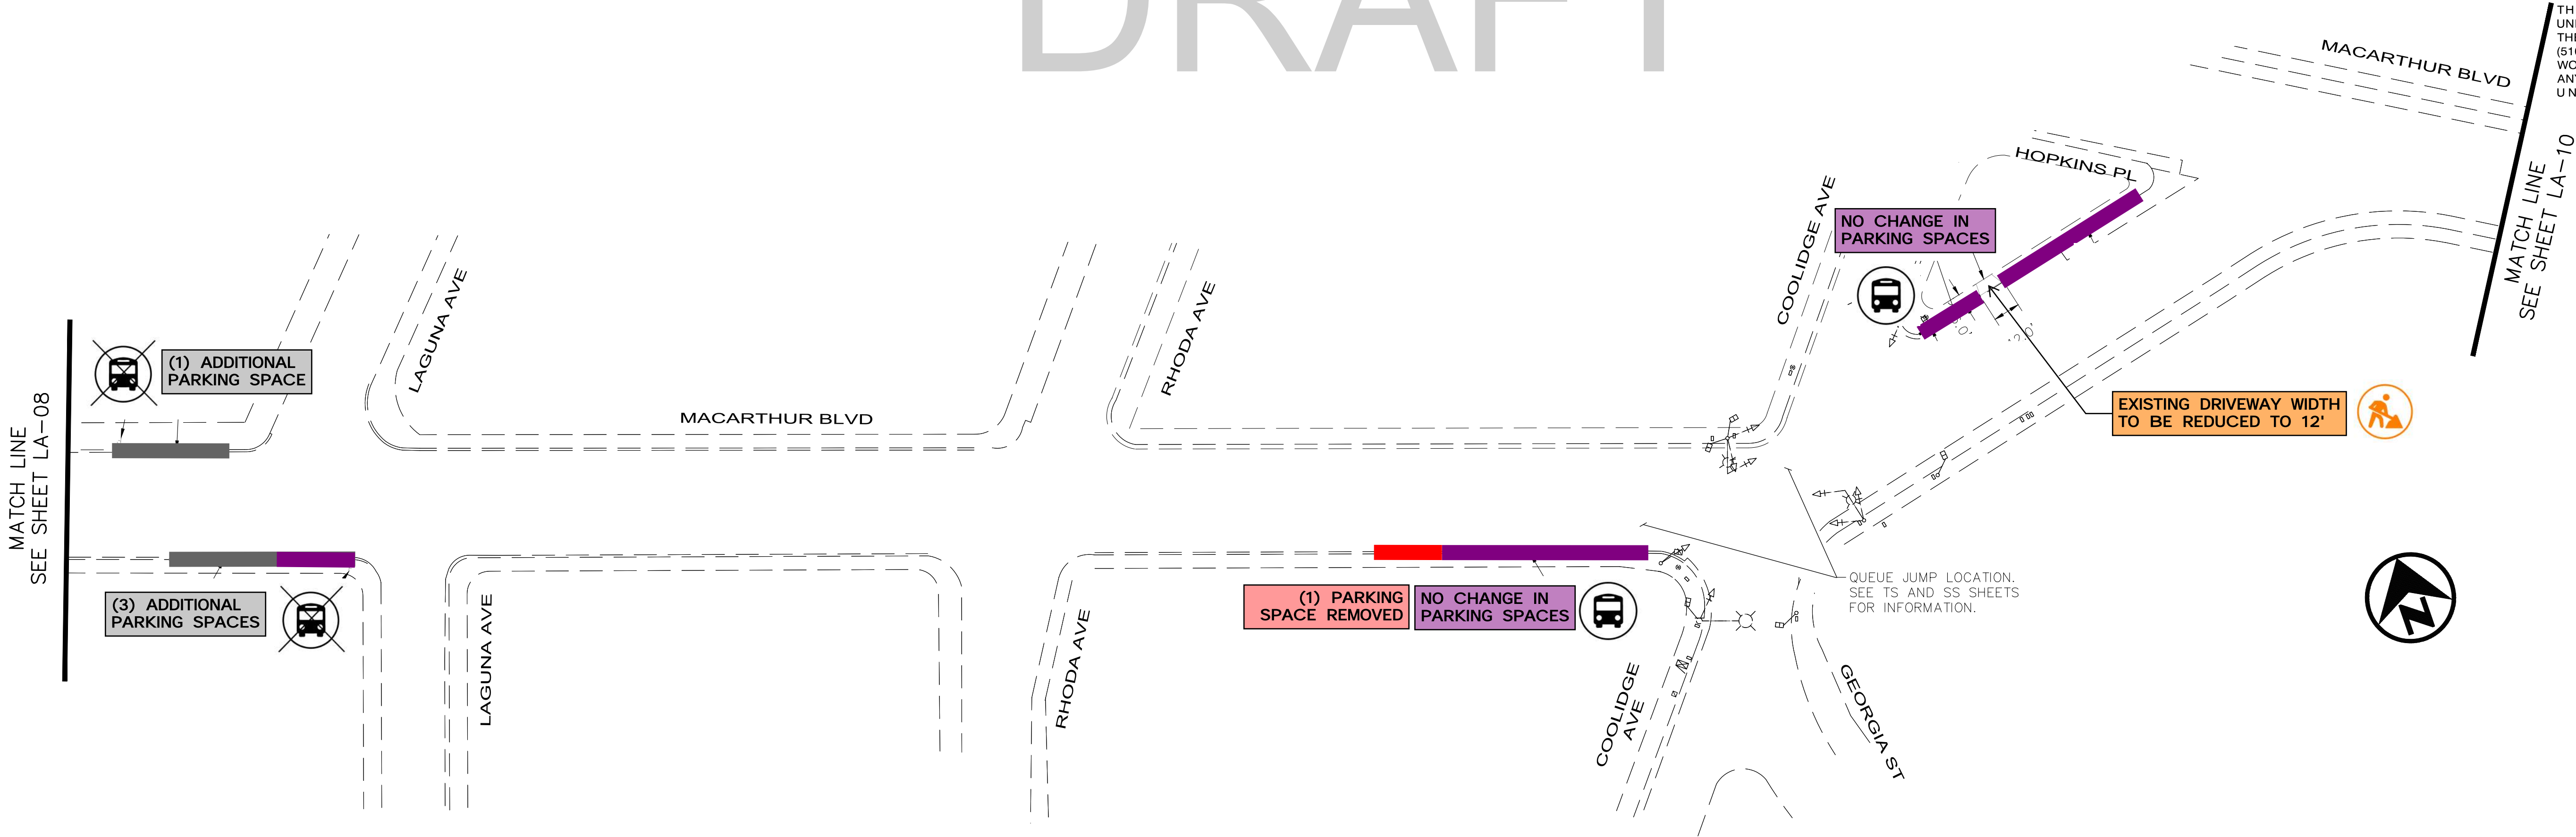 DRAFT
MACARTHUR BLVD
HOPKINS PL
MATCH LINE
SEE SHEET LA-10
COOLIDGE AVE
NO CHANGE IN
PARKING SPACES
LAGUNA AVE
RHODA AVE
MATCH LINE
SEE SHEET LA-08
(1) ADDITIONAL
PARKING SPACE
MACARTHUR BLVD
EXISTING DRIVEWAY WIDTH
TO BE REDUCED TO 12'
(3) ADDITIONAL
PARKING SPACES
LAGUNA AVE
RHODA AVE
(1) PARKING
SPACE REMOVED
NO CHANGE IN
PARKING SPACES
QUEUE JUMP LOCATION.
SEE TS AND SS SHEETS
FOR INFORMATION.
COOLIDGE
AVE
GEORGIA ST
N